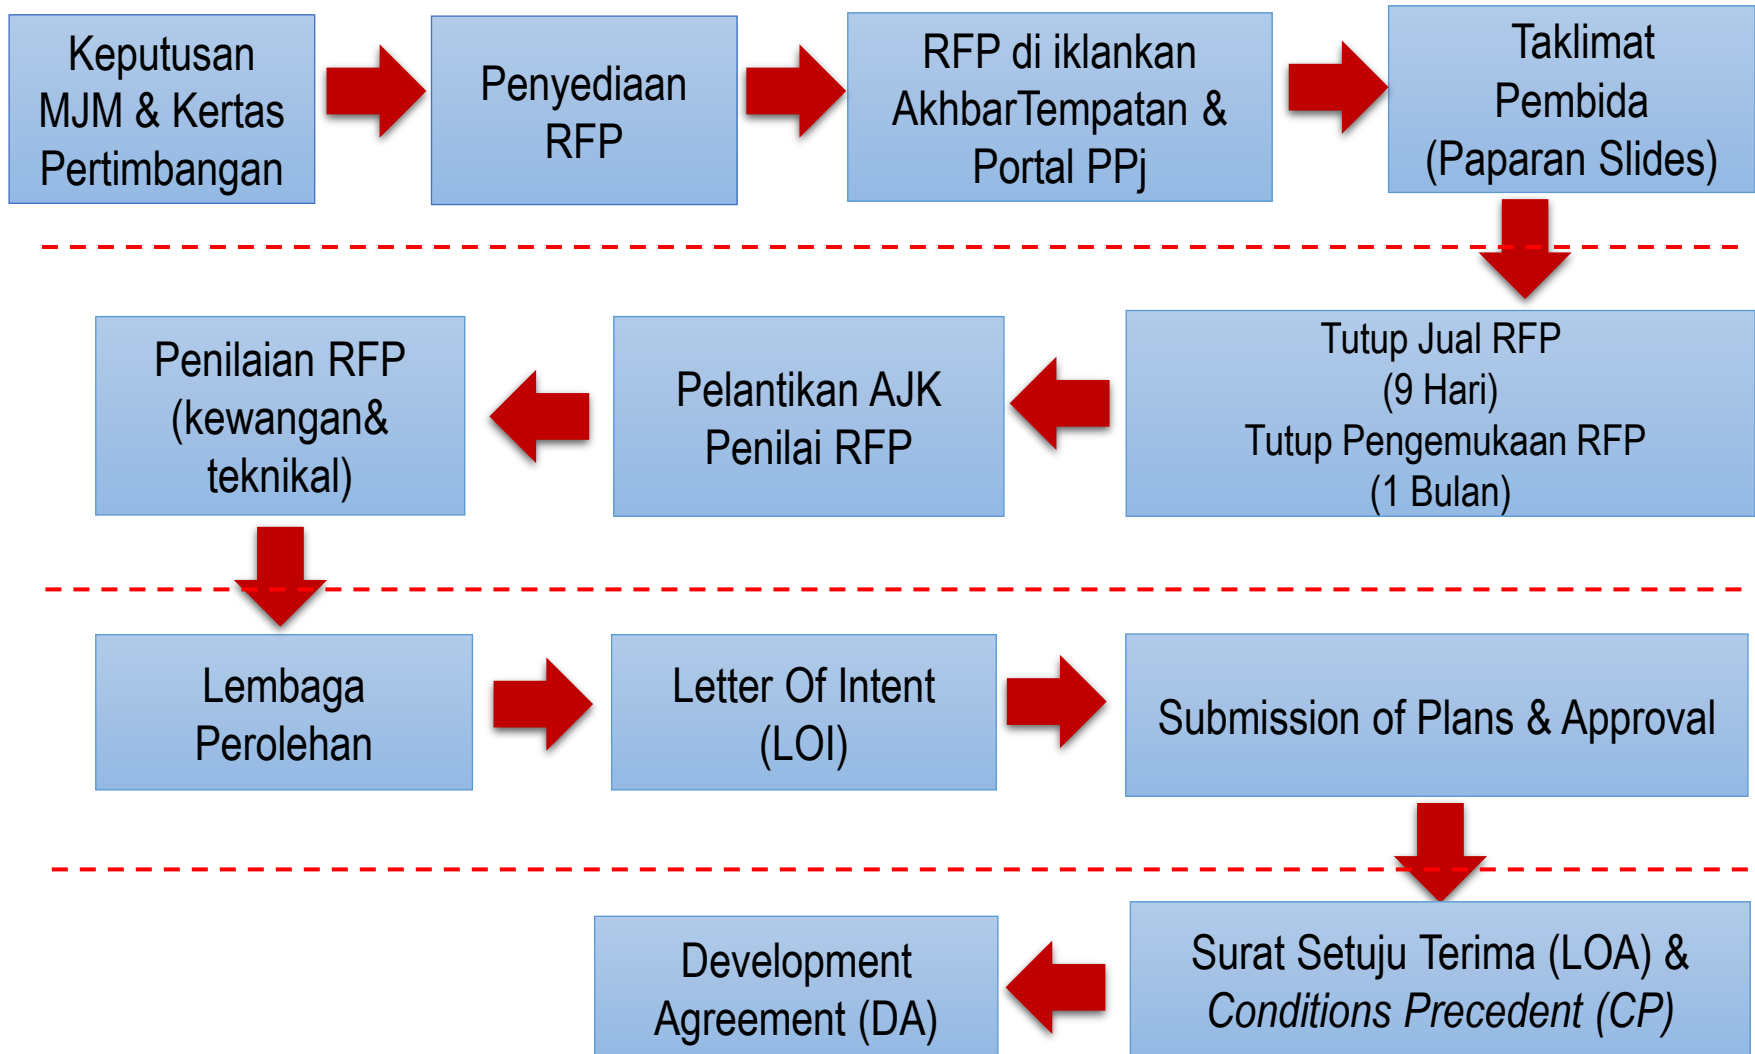 Keputusan
MJM & Kertas
Pertimbangan
Penyediaan
RFP
RFP di iklankan
AkhbarTempatan &
Portal PPj
Taklimat
Pembida
(Paparan Slides)
Tutup Jual RFP
(9 Hari)
Tutup Pengemukaan RFP
(1 Bulan)
Pelantikan AJK
Penilai RFP
Penilaian RFP
(kewangan&
teknikal)
Lembaga
Perolehan
Letter Of Intent
(LOI)
Submission of Plans & Approval
Surat Setuju Terima (LOA) &
Conditions Precedent (CP)
Development
Agreement (DA)